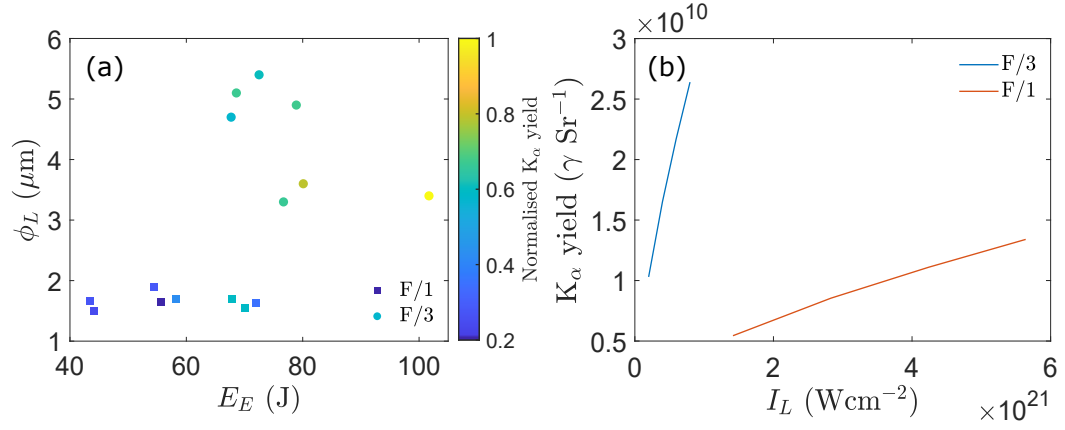 (a)
6
5
4
3
2
1
ϕ_L (μm)
40
60
80
100
E_E (J)
F/1
F/3
1
0.8
0.6
0.4
0.2
Normalised K_α yield
×10^10
(b)
3
2.5
2
1.5
1
0.5
K_α yield (γ Sr^−1)
F/3
F/1
0
2
4
6
I_L (Wcm^−2)
×10^21